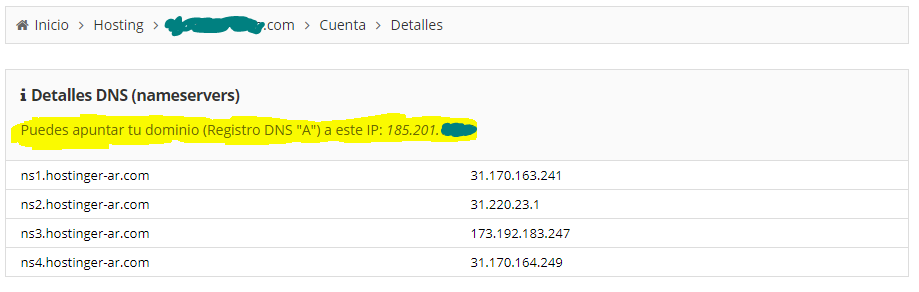 Inicio > Hosting > .com > Cuenta > Detalles
Detalles DNS (nameservers)
Puedes apuntar tu dominio (Registro DNS "A") a este IP: 185.201.
ns1.hostinger-ar.com 31.170.163.241
ns2.hostinger-ar.com 31.220.23.1
ns3.hostinger-ar.com 173.192.183.247
ns4.hostinger-ar.com 31.170.164.249